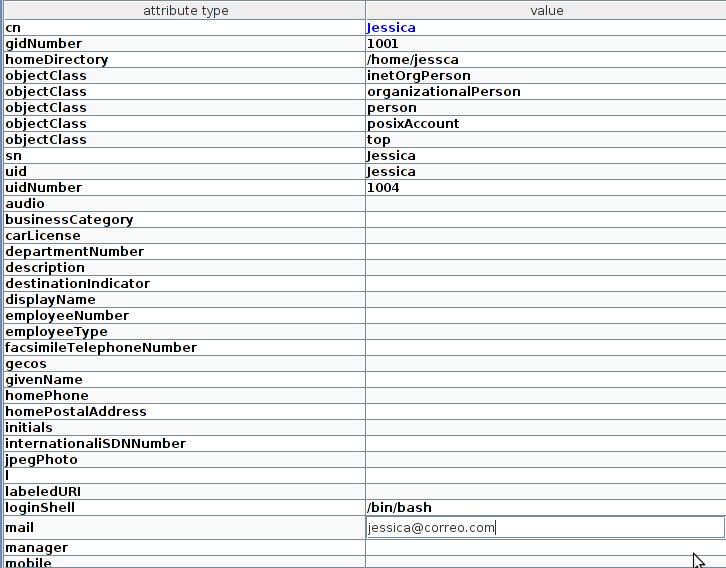 attribute type value
cn Jessica
gidNumber 1001
homeDirectory /home/jessca
objectClass inetOrgPerson
objectClass organizationalPerson
objectClass person
objectClass posixAccount
objectClass top
sn Jessica
uid Jessica
uidNumber 1004
audio
businessCategory
carLicense
departmentNumber
description
destinationIndicator
displayName
employeeNumber
employeeType
facsimileTelephoneNumber
gecos
givenName
homePhone
homePostalAddress
initials
internationaliSDNNumber
jpegPhoto
l
labeledURI
loginShell /bin/bash
mail jessica@correo.com
manager
mobile